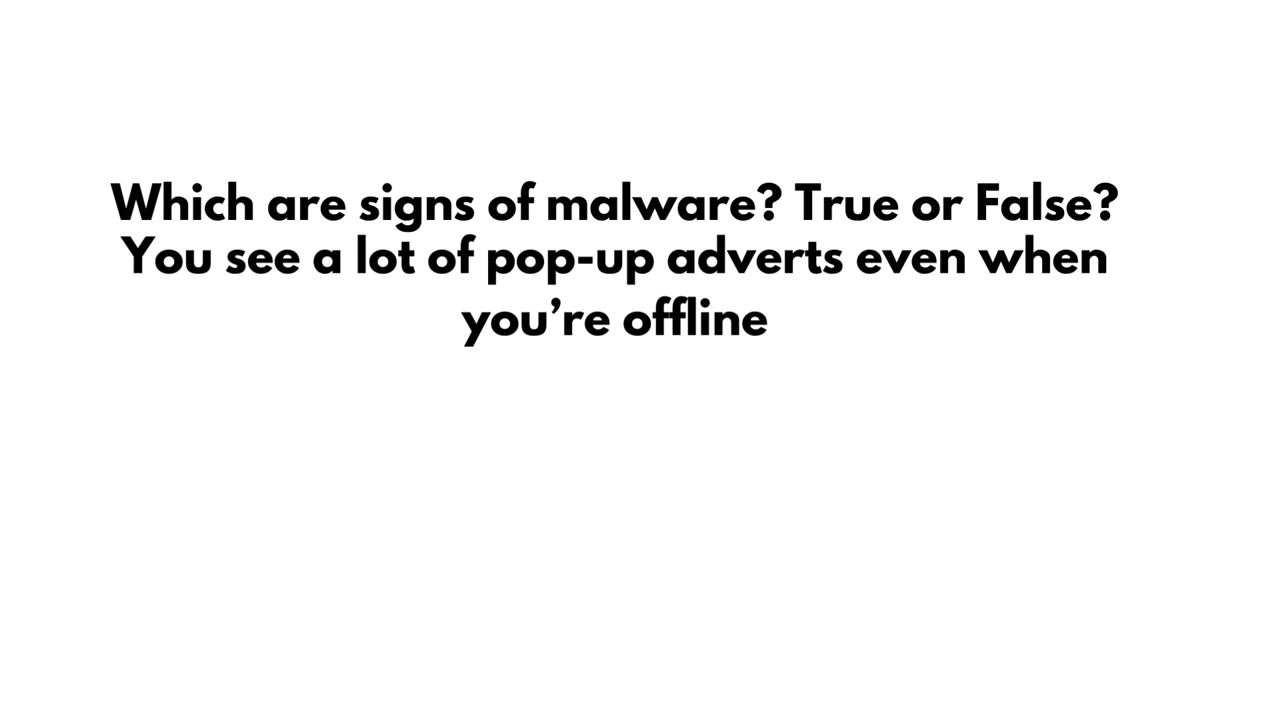 Which are signs of malware? True or False?
You see a lot of pop-up adverts even when
you’re offline